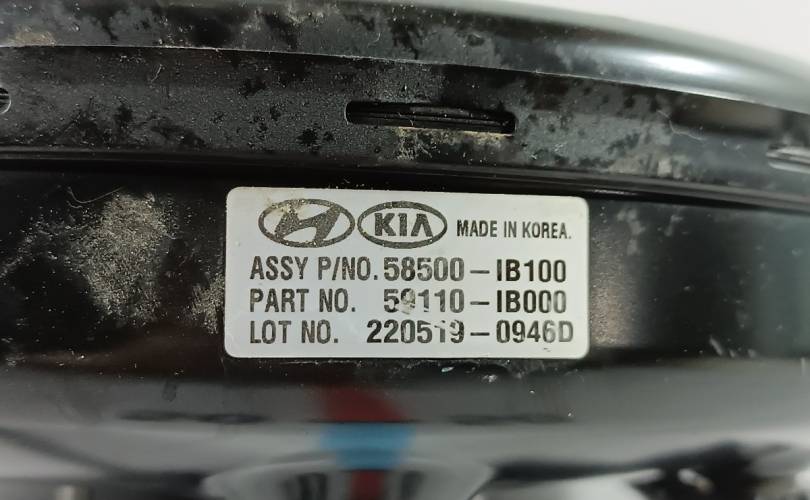 KIA MADE IN KOREA.
ASSY P/NO. 58500-IB100
PART NO. 59110-IB000
LOT NO. 220519-0946D